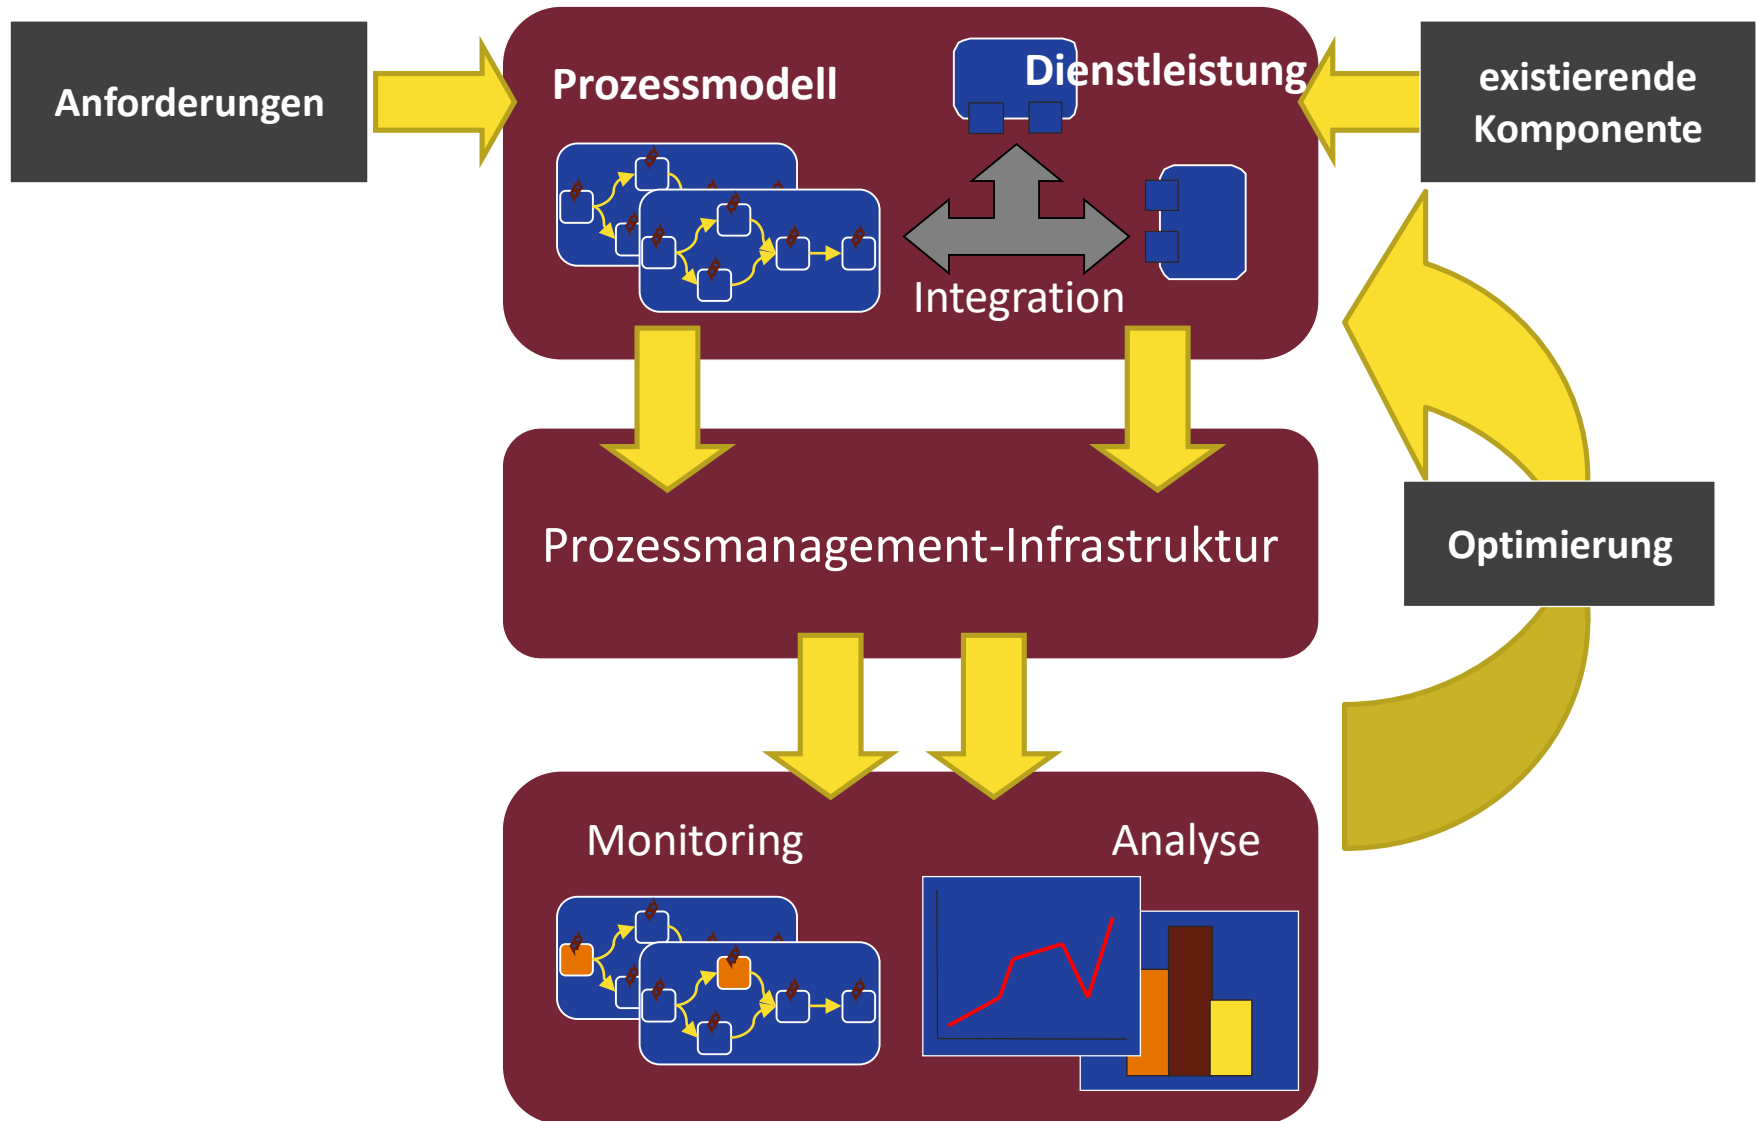 Anforderungen
Prozessmodell
Dienstleistung
existierende
Komponente
Integration
Prozessmanagement-Infrastruktur
Optimierung
Monitoring
Analyse